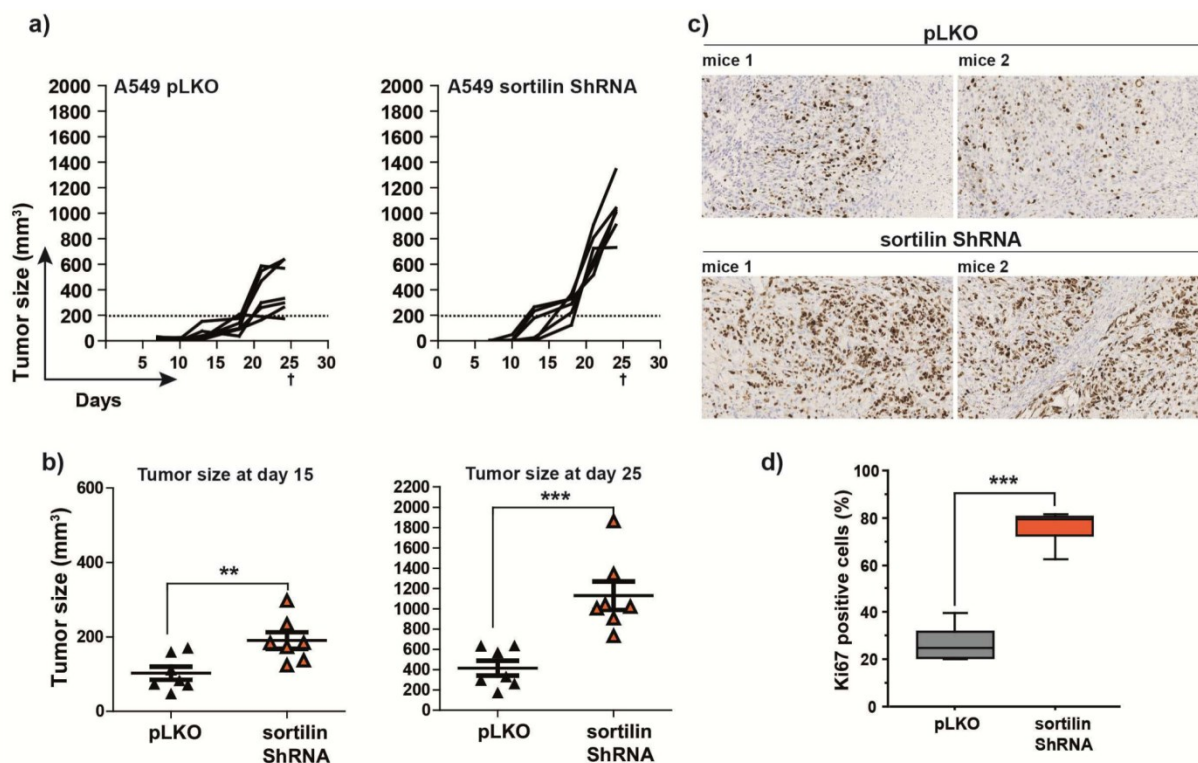 a)
A549 pLKO
2000
1800
1600
1400
1200
1000
800
600
400
200
0
0 5 10 15 20 25 30
†
Tumor size (mm³)
Days
A549 sortilin ShRNA
2000
1800
1600
1400
1200
1000
800
600
400
200
0
0 5 10 15 20 25 30
†
c)
pLKO
mice 1
mice 2
sortilin ShRNA
mice 1
mice 2
b)
Tumor size at day 15
Tumor size (mm³)
600
400
200
0
**
pLKO
sortilin
ShRNA
Tumor size at day 25
2200
2000
1800
1600
1400
1200
1000
800
600
400
200
0
***
pLKO
sortilin
ShRNA
d)
Ki67 positive cells (%)
100
80
60
40
20
0
***
pLKO
sortilin
ShRNA